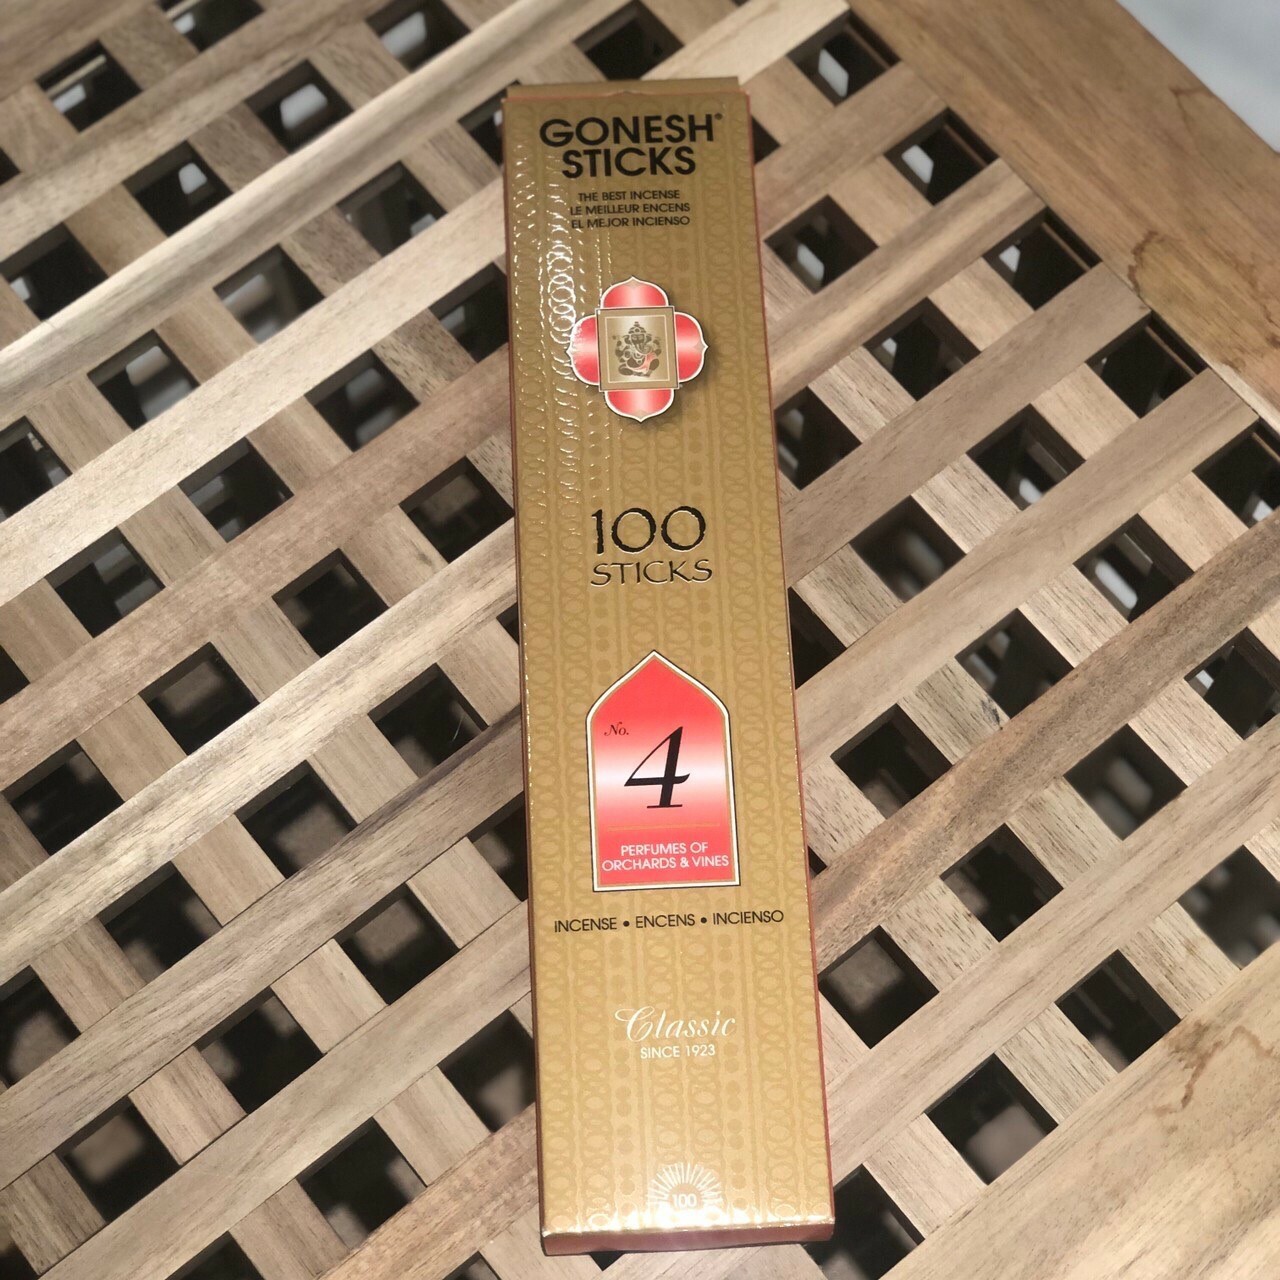 GONESH®
STICKS
THE BEST INCENSE
LE MEILLEUR ENCENS
EL MEJOR INCIENSO
100
STICKS
No.
4
PERFUMES OF
ORCHARDS & VINES
INCENSE • ENCENS • INCIENSO
Classic
SINCE 1923
100